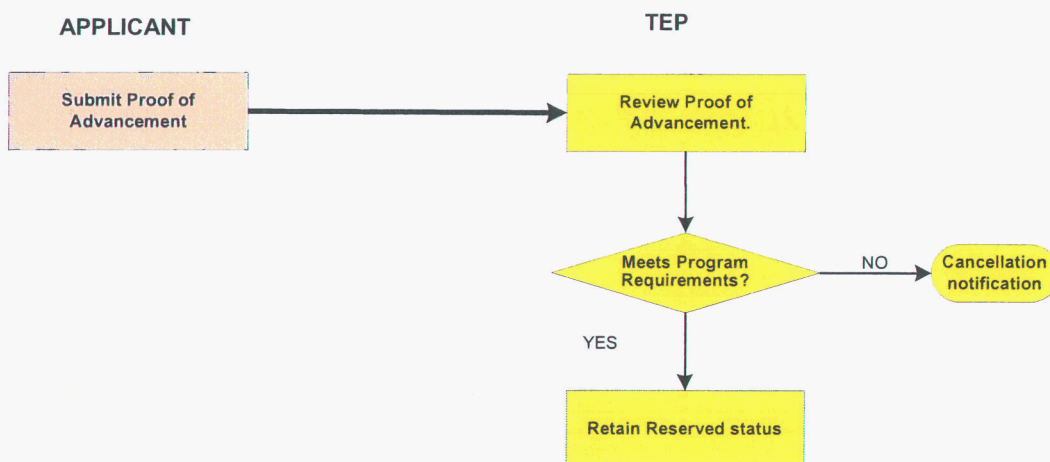 APPLICANT
TEP
Submit Proof of
Advancement
Review Proof of
Advancement.
Meets Program
Requirements?
NO
Cancellation
notification
YES
Retain Reserved status